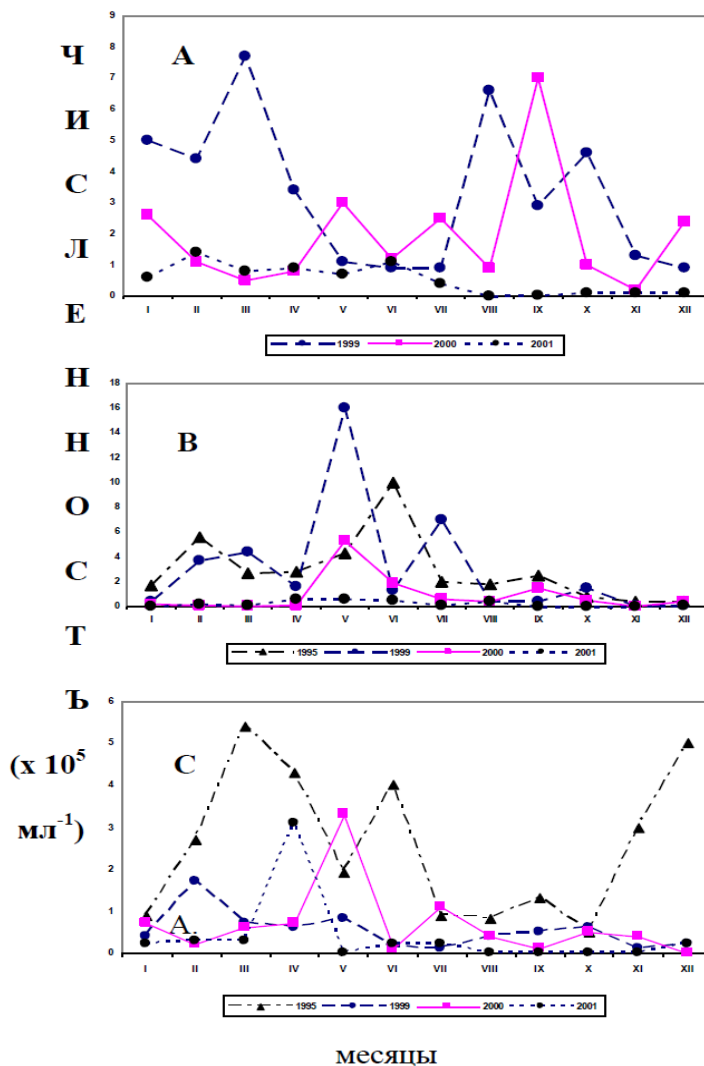 ЧИСЛЕННОСТЬ
(x 10⁵
мл⁻¹)
A
9
8
7
6
5
4
3
2
1
0
I II III IV V VI VII VIII IX X XI XII
1999 2000 2001
B
18
16
14
12
10
8
6
4
2
0
I II III IV V VI VII VIII IX X XI XII
1995 1999 2000 2001
C
6
5
4
3
2
1
0
A.
I II III IV V VI VII VIII IX X XI XII
1995 1999 2000 2001
месяцы